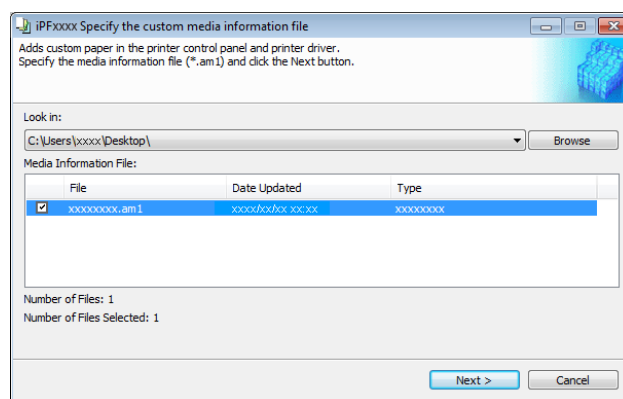 iPFxxxx Specify the custom media information file
Adds custom paper in the printer control panel and printer driver.
Specify the media information file (*.am1) and click the Next button.
Look in:
C:\Users\xxxx\Desktop\ Browse
Media Information File:
File Date Updated Type
xxxxxxxx.am1 xxxx/xx/xx xx:xx xxxxxxxx
Number of Files: 1
Number of Files Selected: 1
Next > Cancel